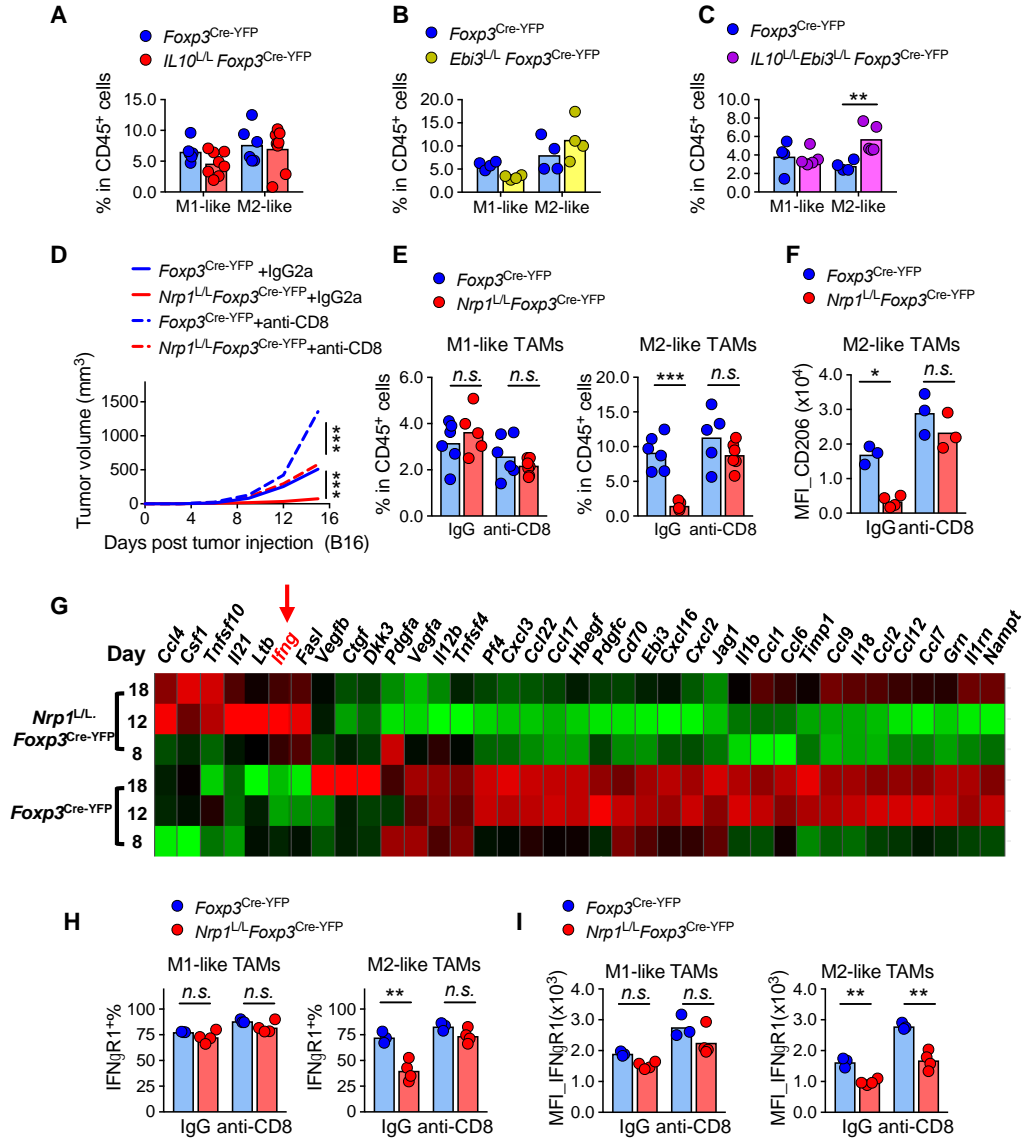 A
Foxp3Cre-YFP
IL10L/L Foxp3Cre-YFP
% in CD45+ cells
15.0
10.0
5.0
0.0
M1-like M2-like
B
Foxp3Cre-YFP
Ebi3L/L Foxp3Cre-YFP
% in CD45+ cells
20.0
15.0
10.0
5.0
0.0
M1-like M2-like
C
Foxp3Cre-YFP
IL10L/LEbi3L/L Foxp3Cre-YFP
% in CD45+ cells
10.0
8.0
6.0
4.0
2.0
0.0
**
M1-like M2-like
D
Foxp3Cre-YFP +IgG2a
Nrp1L/LFoxp3Cre-YFP+IgG2a
Foxp3Cre-YFP+anti-CD8
Nrp1L/LFoxp3Cre-YFP+anti-CD8
Tumor volume (mm3)
1500
1000
500
0
***
***
0 4 8 12 16
Days post tumor injection (B16)
E
Foxp3Cre-YFP
Nrp1L/LFoxp3Cre-YFP
M1-like TAMs
% in CD45+ cells
6.0
4.0
2.0
0.0
n.s. n.s.
IgG anti-CD8
M2-like TAMs
% in CD45+ cells
20.0
15.0
10.0
5.0
0.0
*** n.s.
IgG anti-CD8
F
Foxp3Cre-YFP
Nrp1L/LFoxp3Cre-YFP
M2-like TAMs
MFI_CD206 (x104)
4.0
3.0
2.0
1.0
0.0
* n.s.
IgG anti-CD8
G
Day
Ccl4 Csf1 Tnfsf10 Il21 Ltb Ifng Fasl Vegfb Ctgf Dkk3 Pdgfa Vegfa Il12b Tnfsf4 Pf4 Cxcl3 Ccl22 Ccl17 Hbegf Pdgfc Cd70 Ebi3 Cxcl16 Cxcl2 Jag1 Il1b Ccl1 Ccl6 Timp1 Ccl9 Il18 Ccl2 Ccl12 Ccl7 Grn Il1rn Nampt
Nrp1L/L.
Foxp3Cre-YFP
18
12
8
Foxp3Cre-YFP
18
12
8
H
Foxp3Cre-YFP
Nrp1L/LFoxp3Cre-YFP
M1-like TAMs
IFNgR1+%
100
75
50
25
0
n.s. n.s.
IgG anti-CD8
M2-like TAMs
IFNgR1+%
100
75
50
25
0
** n.s.
IgG anti-CD8
I
Foxp3Cre-YFP
Nrp1L/LFoxp3Cre-YFP
M1-like TAMs
MFI_IFNgR1(x103)
4.0
3.0
2.0
1.0
0.0
n.s. n.s.
IgG anti-CD8
M2-like TAMs
MFI_IFNgR1(x103)
4.0
3.0
2.0
1.0
0.0
** **
IgG anti-CD8